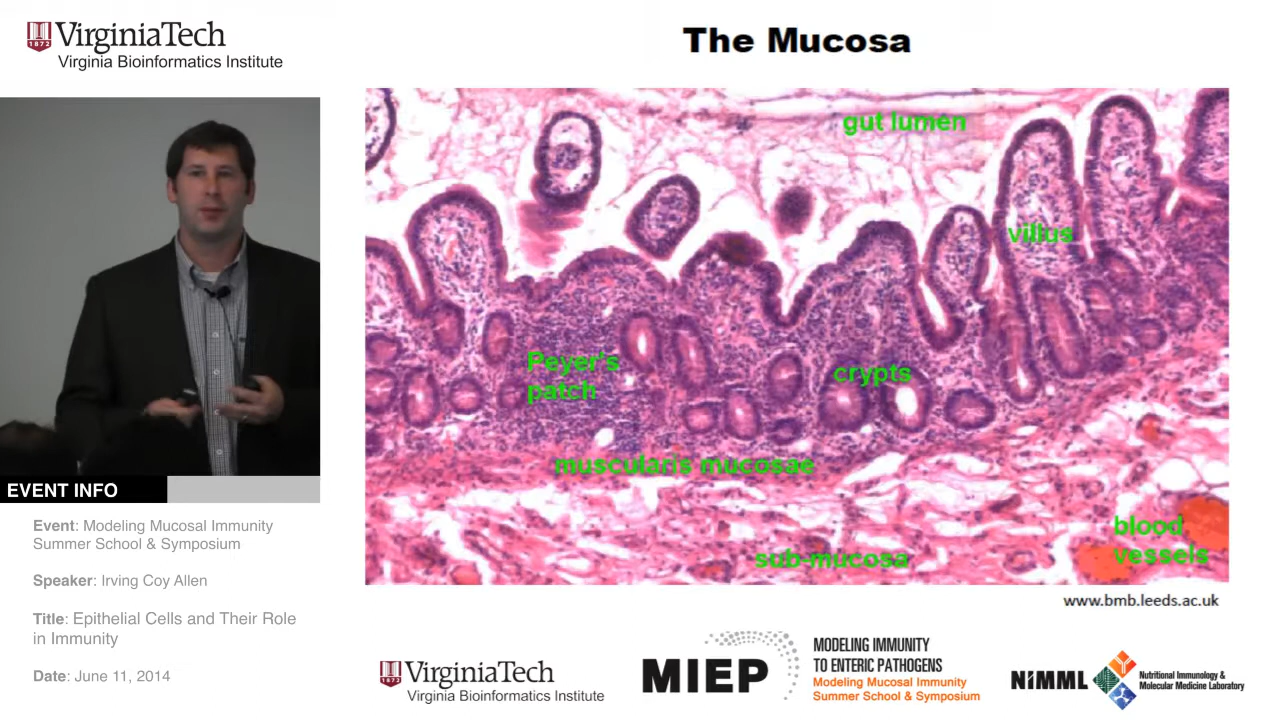 VirginiaTech
1872
Virginia Bioinformatics Institute
The Mucosa
gut lumen
villus
Peyer's
patch
crypts
muscularis mucosae
blood
vessels
sub-mucosa
www.bmb.leeds.ac.uk
EVENT INFO
Event: Modeling Mucosal Immunity
Summer School & Symposium
Speaker: Irving Coy Allen
Title: Epithelial Cells and Their Role
in Immunity
Date: June 11, 2014
VirginiaTech
1872
Virginia Bioinformatics Institute
MIEP
MODELING IMMUNITY
TO ENTERIC PATHOGENS
Modeling Mucosal Immunity
Summer School & Symposium
NIMML
Nutritional Immunology &
Molecular Medicine Laboratory